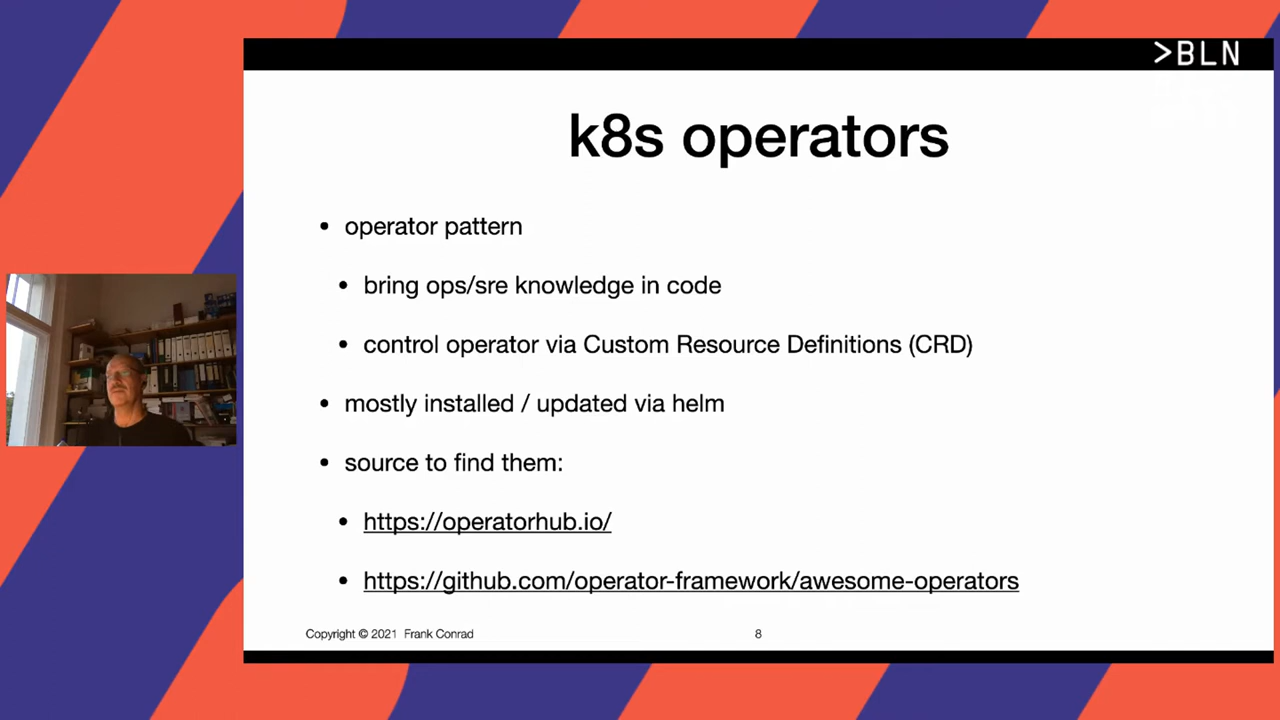 >BLN
k8s operators
• operator pattern
• bring ops/sre knowledge in code
• control operator via Custom Resource Definitions (CRD)
• mostly installed / updated via helm
• source to find them:
• https://operatorhub.io/
• https://github.com/operator-framework/awesome-operators
Copyright © 2021 Frank Conrad
8